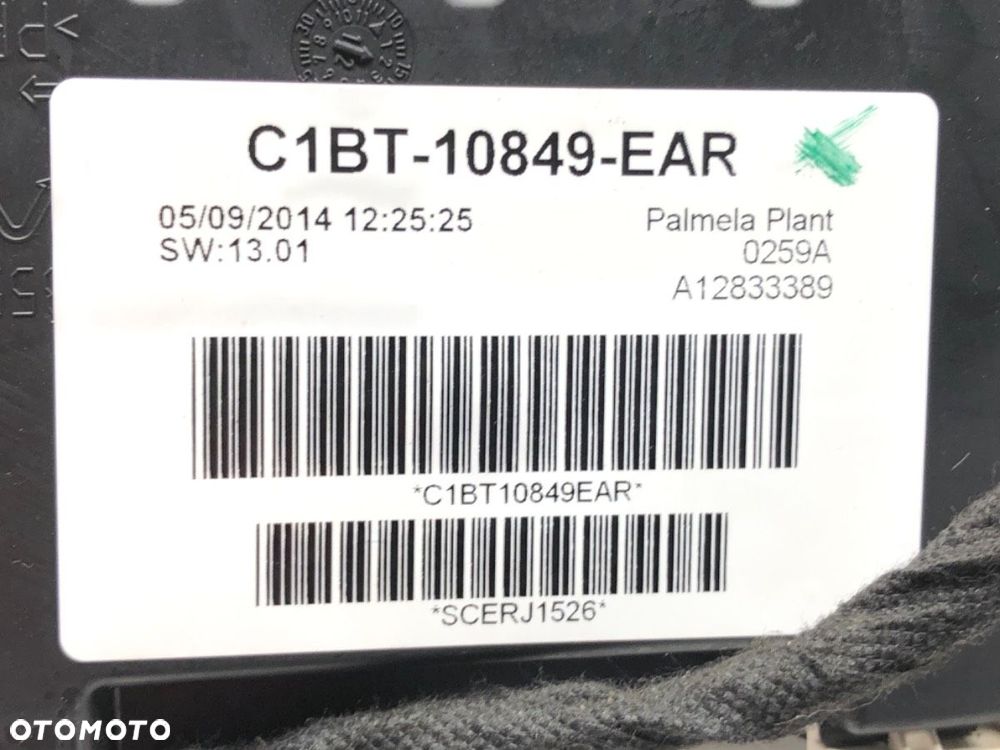 C1BT-10849-EAR
05/09/2014 12:25:25
Palmela Plant
SW:13.01
0259A
A12833389
*C1BT10849EAR*
*SCERJ1526*
OTOMOTO